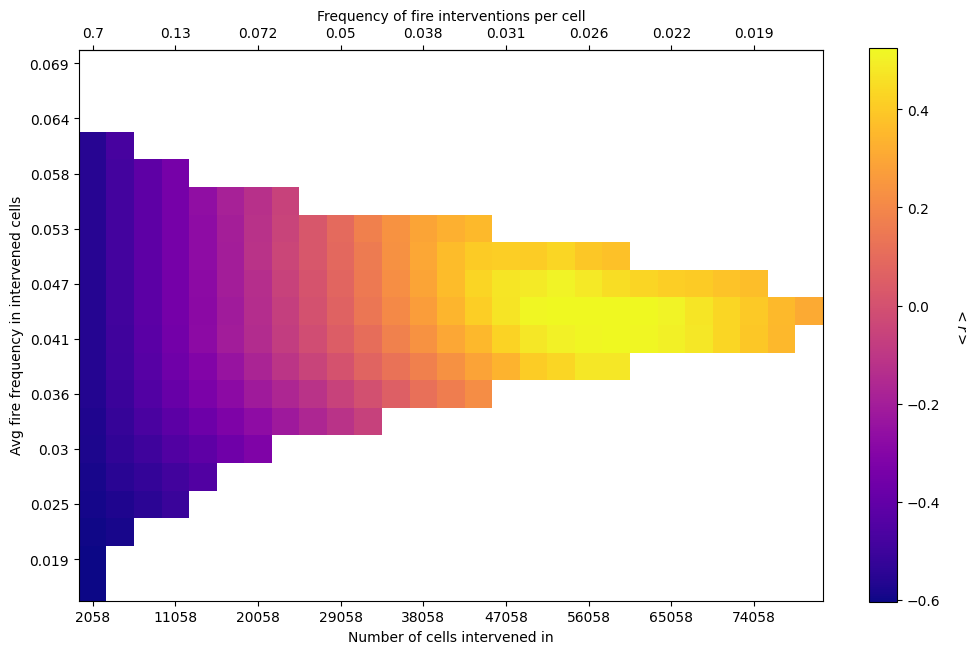 Frequency of fire interventions per cell
0.7 0.13 0.072 0.05 0.038 0.031 0.026 0.022 0.019
Avg fire frequency in intervened cells
0.069
0.064
0.058
0.053
0.047
0.041
0.036
0.03
0.025
0.019
2058 11058 20058 29058 38058 47058 56058 65058 74058
Number of cells intervened in
0.4
0.2
0.0
−0.2
−0.4
−0.6
< r >